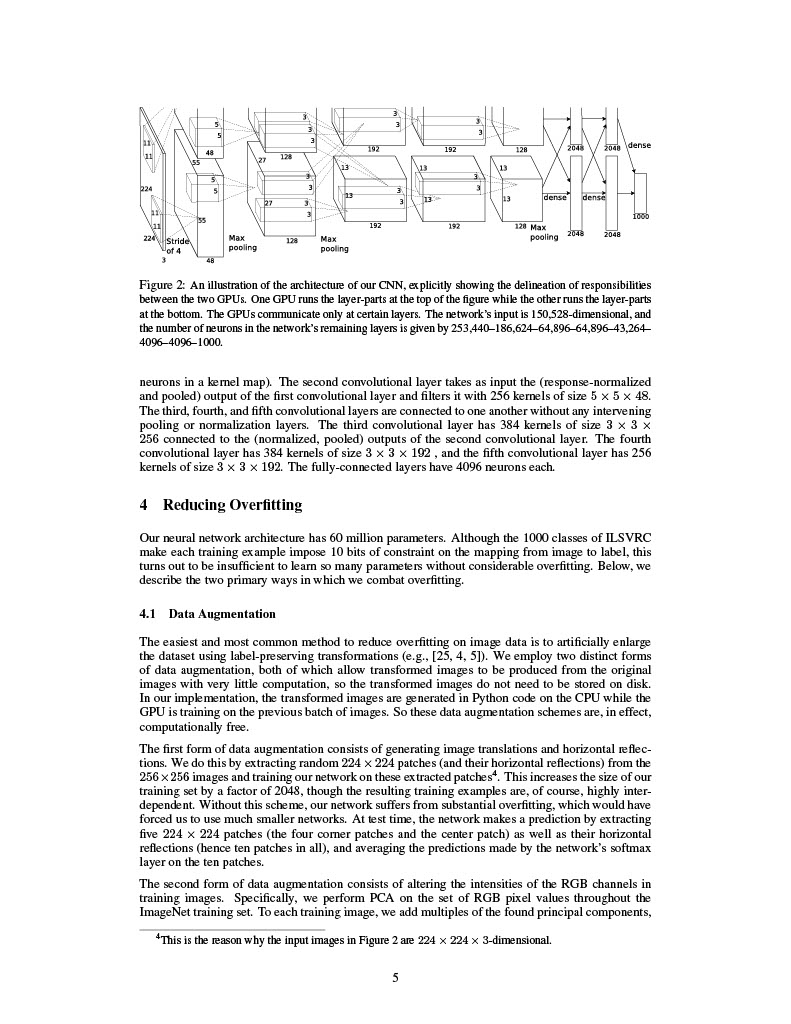 3
3
3
5
5
11
11
48
55
27
128
192
192
128
2048
2048
dense
13
13
13
3
3
3
3
3
3
5
5
224
27
3
3
55
13
13
13
dense
dense
11
11
224
Stride
of 4
3
48
Max
pooling
128
Max
pooling
192
192
128
Max
pooling
2048
2048
1000
Figure 2: An illustration of the architecture of our CNN, explicitly showing the delineation of responsibilities
between the two GPUs. One GPU runs the layer-parts at the top of the figure while the other runs the layer-parts
at the bottom. The GPUs communicate only at certain layers. The network's input is 150,528-dimensional, and
the number of neurons in the network's remaining layers is given by 253,440–186,624–64,896–64,896–43,264–
4096–4096–1000.
neurons in a kernel map). The second convolutional layer takes as input the (response-normalized
and pooled) output of the first convolutional layer and filters it with 256 kernels of size 5 × 5 × 48.
The third, fourth, and fifth convolutional layers are connected to one another without any intervening
pooling or normalization layers. The third convolutional layer has 384 kernels of size 3 × 3 ×
256 connected to the (normalized, pooled) outputs of the second convolutional layer. The fourth
convolutional layer has 384 kernels of size 3 × 3 × 192 , and the fifth convolutional layer has 256
kernels of size 3 × 3 × 192. The fully-connected layers have 4096 neurons each.
4 Reducing Overfitting
Our neural network architecture has 60 million parameters. Although the 1000 classes of ILSVRC
make each training example impose 10 bits of constraint on the mapping from image to label, this
turns out to be insufficient to learn so many parameters without considerable overfitting. Below, we
describe the two primary ways in which we combat overfitting.
4.1 Data Augmentation
The easiest and most common method to reduce overfitting on image data is to artificially enlarge
the dataset using label-preserving transformations (e.g., [25, 4, 5]). We employ two distinct forms
of data augmentation, both of which allow transformed images to be produced from the original
images with very little computation, so the transformed images do not need to be stored on disk.
In our implementation, the transformed images are generated in Python code on the CPU while the
GPU is training on the previous batch of images. So these data augmentation schemes are, in effect,
computationally free.
The first form of data augmentation consists of generating image translations and horizontal reflec-
tions. We do this by extracting random 224 × 224 patches (and their horizontal reflections) from the
256×256 images and training our network on these extracted patches⁴. This increases the size of our
training set by a factor of 2048, though the resulting training examples are, of course, highly inter-
dependent. Without this scheme, our network suffers from substantial overfitting, which would have
forced us to use much smaller networks. At test time, the network makes a prediction by extracting
five 224 × 224 patches (the four corner patches and the center patch) as well as their horizontal
reflections (hence ten patches in all), and averaging the predictions made by the network's softmax
layer on the ten patches.
The second form of data augmentation consists of altering the intensities of the RGB channels in
training images. Specifically, we perform PCA on the set of RGB pixel values throughout the
ImageNet training set. To each training image, we add multiples of the found principal components,
⁴This is the reason why the input images in Figure 2 are 224 × 224 × 3-dimensional.
5